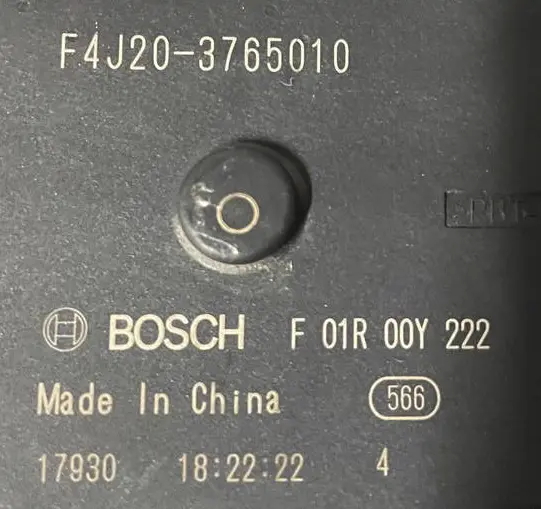 F4J20-3765010
BOSCH F 01R 00Y 222
Made In China 566
17930 18:22:22 4